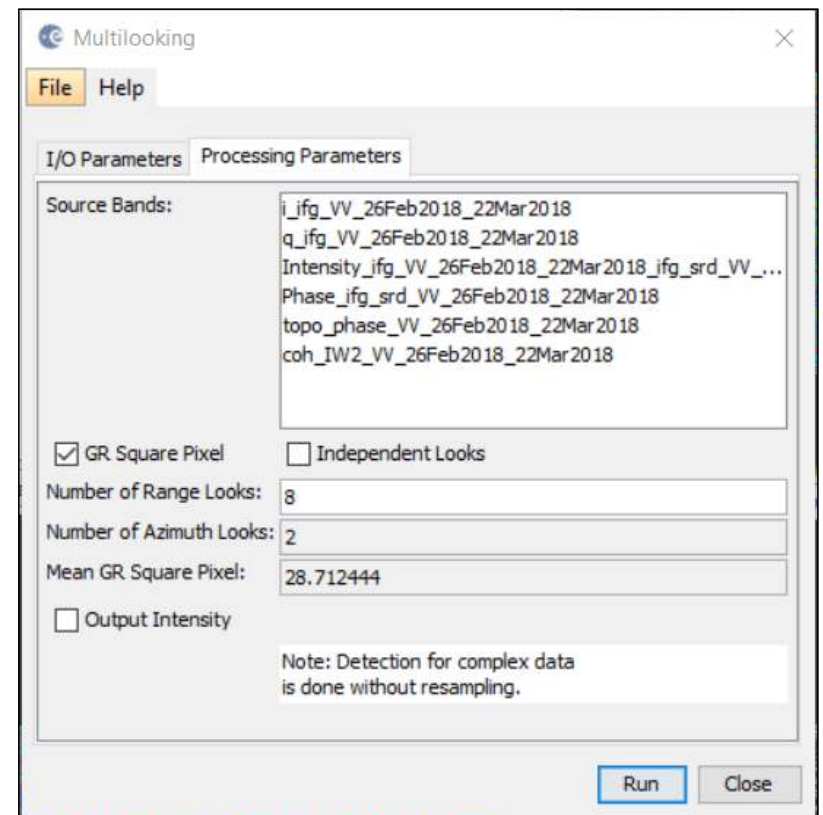 Multilooking
File Help
I/O Parameters Processing Parameters
Source Bands:
i_ifg_VV_26Feb2018_22Mar2018
q_ifg_VV_26Feb2018_22Mar2018
Intensity_ifg_VV_26Feb2018_22Mar2018_ifg_srd_VV_...
Phase_ifg_srd_VV_26Feb2018_22Mar2018
topo_phase_VV_26Feb2018_22Mar2018
coh_IW2_VV_26Feb2018_22Mar2018
GR Square Pixel Independent Looks
Number of Range Looks: 8
Number of Azimuth Looks: 2
Mean GR Square Pixel: 28.712444
Output Intensity
Note: Detection for complex data
is done without resampling.
Run Close